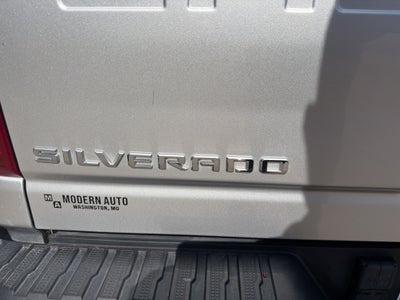 SILVERADO
M A MODERN AUTO
WASHINGTON, MO